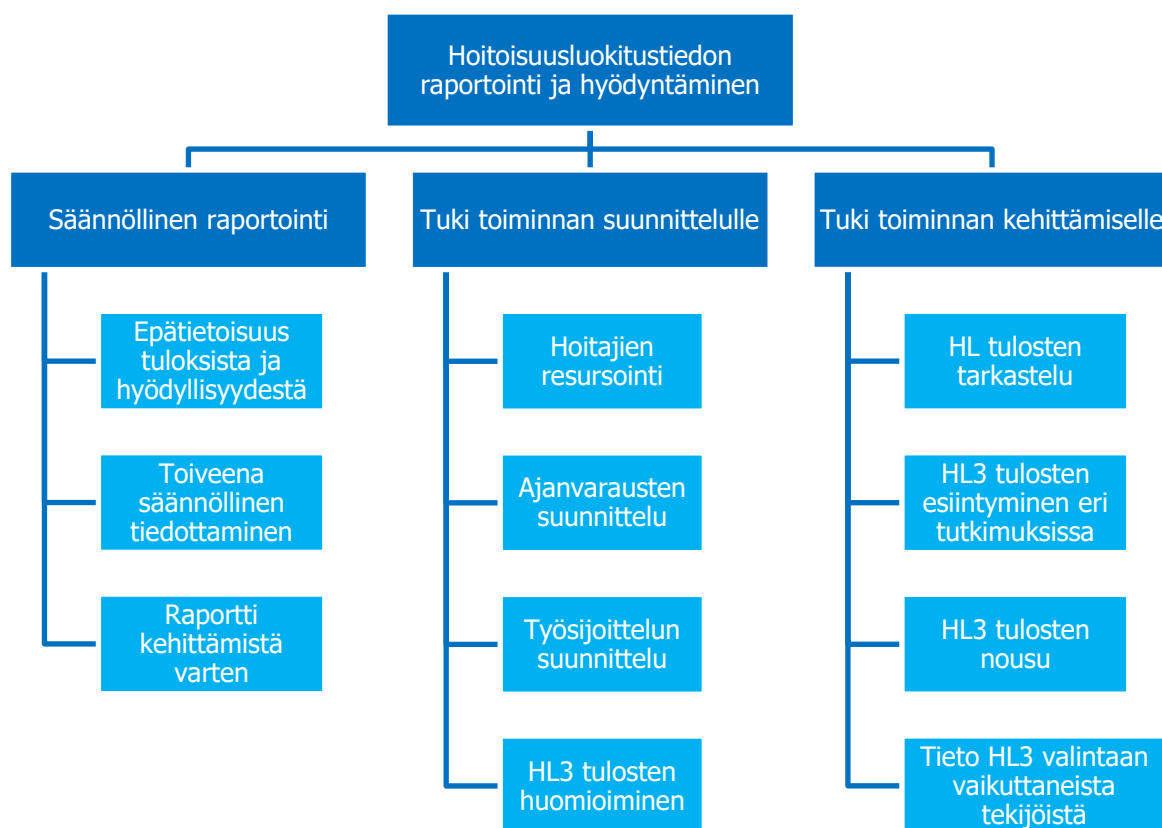 Hoitoisuusluokitustiedon
raportointi ja hyödyntäminen
Säännöllinen raportointi
Epätietoisuus
tuloksista ja
hyödyllisyydestä
Toiveena
säännöllinen
tiedottaminen
Raportti
kehittämistä
varten
Tuki toiminnan suunnittelulle
Hoitajien
resursointi
Ajanvarausten
suunnittelu
Työsijoittelun
suunnittelu
HL3 tulosten
huomioiminen
Tuki toiminnan kehittämiselle
HL tulosten
tarkastelu
HL3 tulosten
esiintyminen eri
tutkimuksissa
HL3 tulosten
nousu
Tieto HL3 valintaan
vaikuttaneista
tekijöistä